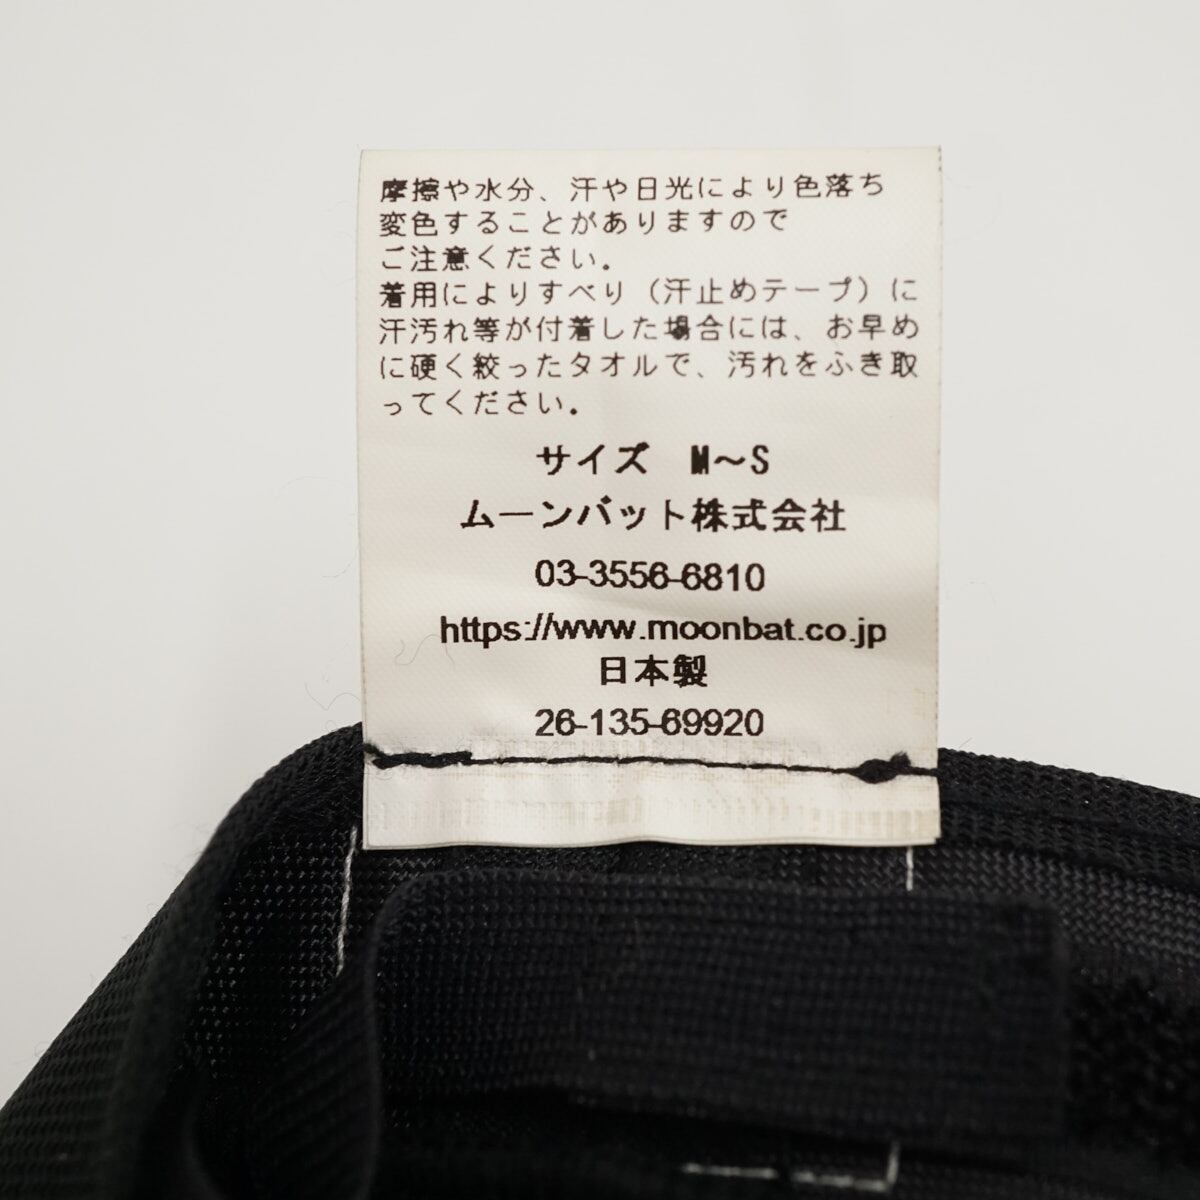 摩擦や水分、汗や日光により色落ち
変色することがありますので
ご注意ください。
着用によりすべり（汗止めテープ）に
汗汚れ等が付着した場合には、お早め
に硬く絞ったタオルで、汚れをふき取
ってください。
サイズ　M～S
ムーンバット株式会社
03-3556-6810
https://www.moonbat.co.jp
日本製
26-135-69920